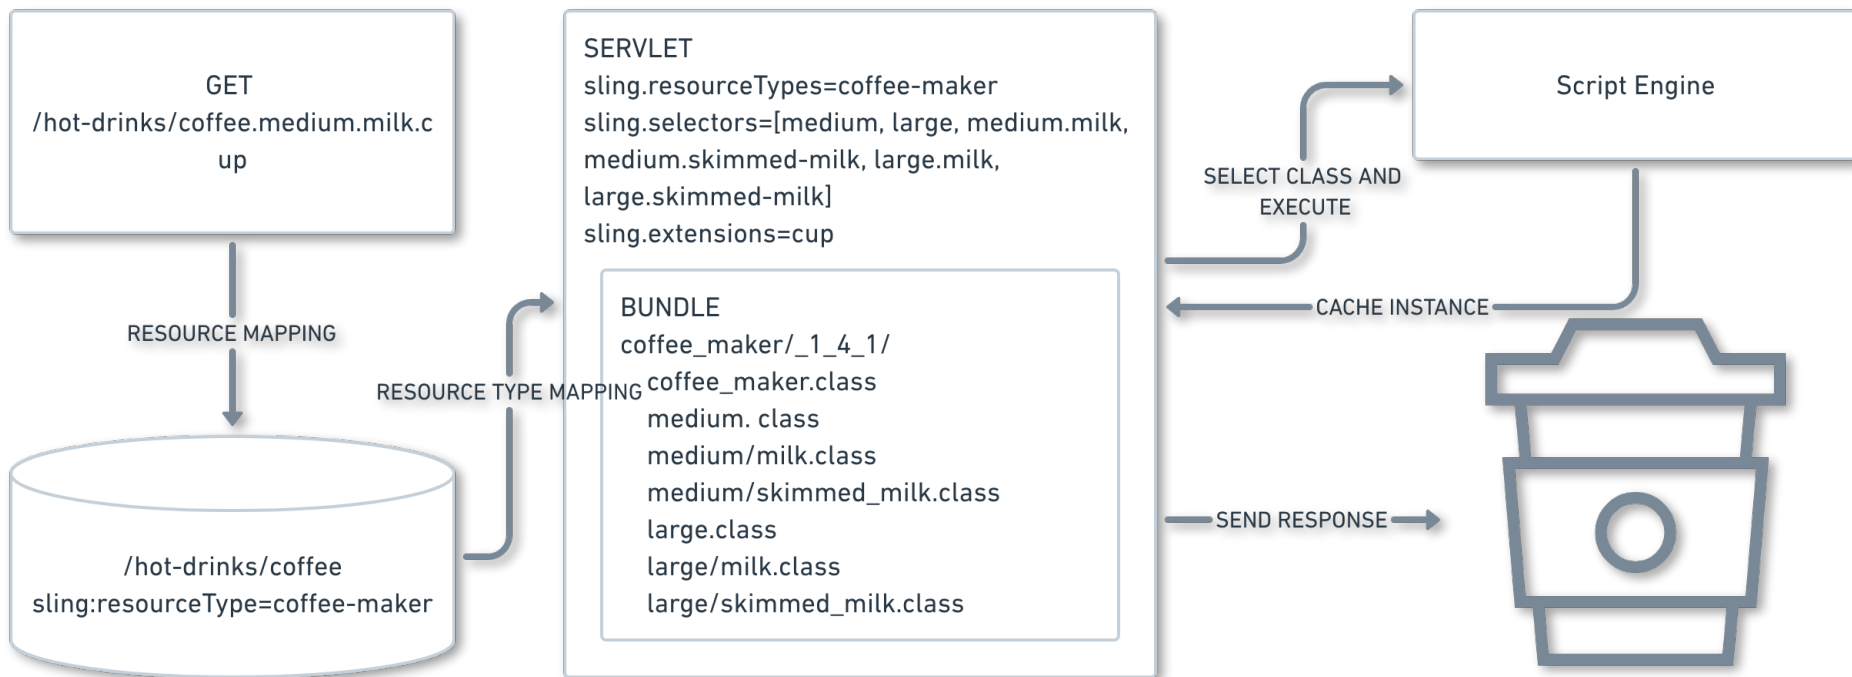 GET
/hot-drinks/coffee.medium.milk.c
up
RESOURCE MAPPING
/hot-drinks/coffee
sling:resourceType=coffee-maker
RESOURCE TYPE MAPPING
SERVLET
sling.resourceTypes=coffee-maker
sling.selectors=[medium, large, medium.milk,
medium.skimmed-milk, large.milk,
large.skimmed-milk]
sling.extensions=cup
BUNDLE
coffee_maker/_1_4_1/
coffee_maker.class
medium. class
medium/milk.class
medium/skimmed_milk.class
large.class
large/milk.class
large/skimmed_milk.class
SELECT CLASS AND
EXECUTE
Script Engine
CACHE INSTANCE
SEND RESPONSE